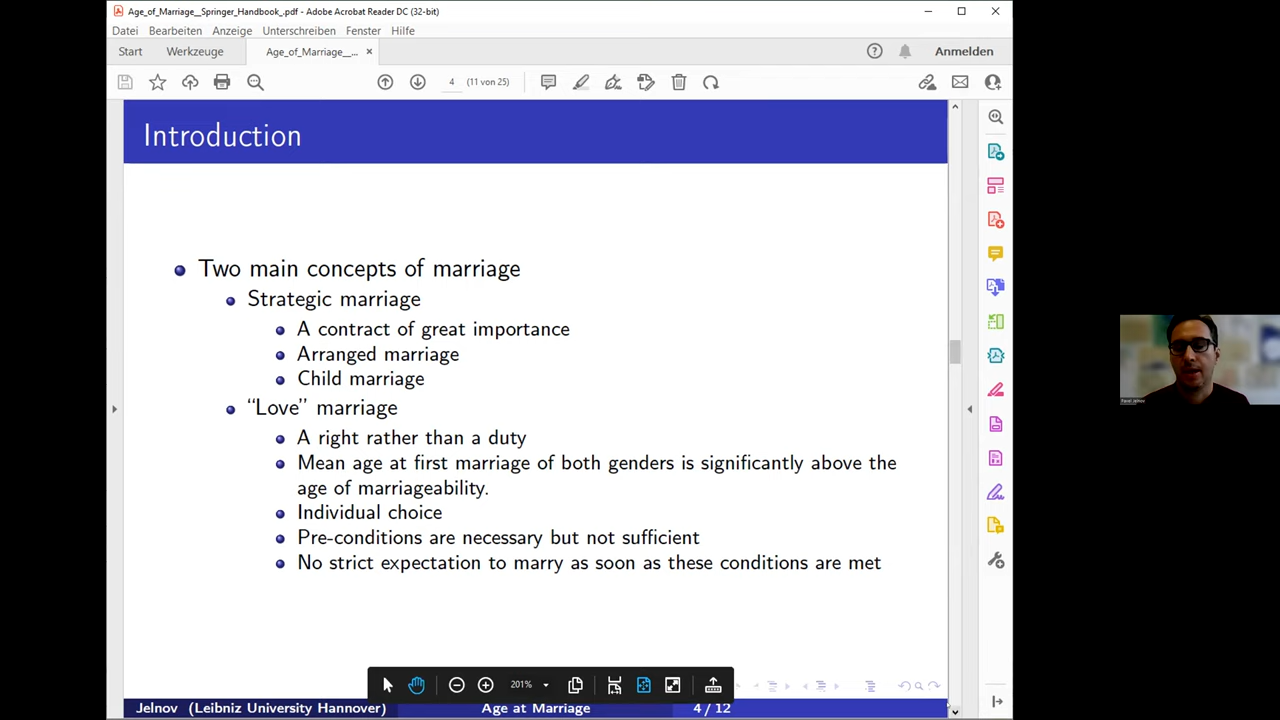 Age_of_Marriage__Springer_Handbook_.pdf - Adobe Acrobat Reader DC (32-bit)
Datei Bearbeiten Anzeige Unterschreiben Fenster Hilfe
Start Werkzeuge Age_of_Marriage__... × Anmelden
4 (11 von 25)
Introduction
Two main concepts of marriage
Strategic marriage
A contract of great importance
Arranged marriage
Child marriage
“Love” marriage
A right rather than a duty
Mean age at first marriage of both genders is significantly above the
age of marriageability.
Individual choice
Pre-conditions are necessary but not sufficient
No strict expectation to marry as soon as these conditions are met
201%
Jelnov (Leibniz University Hannover) Age at Marriage 4 / 12